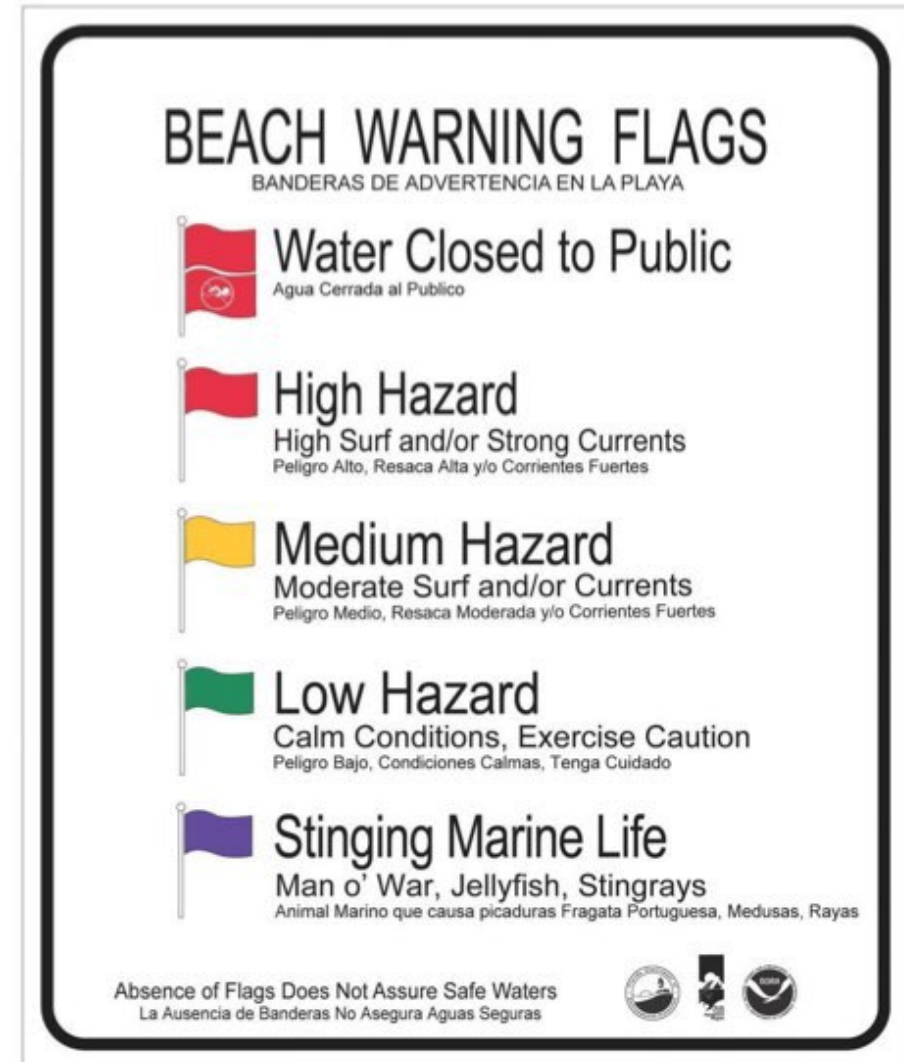 BEACH WARNING FLAGS
BANDERAS DE ADVERTENCIA EN LA PLAYA
Water Closed to Public
Agua Cerrada al Publico
High Hazard
High Surf and/or Strong Currents
Peligro Alto, Resaca Alta y/o Corrientes Fuertes
Medium Hazard
Moderate Surf and/or Currents
Peligro Medio, Resaca Moderada y/o Corrientes Fuertes
Low Hazard
Calm Conditions, Exercise Caution
Peligro Bajo, Condiciones Calmas, Tenga Cuidado
Stinging Marine Life
Man o' War, Jellyfish, Stingrays
Animal Marino que causa picaduras Fragata Portuguesa, Medusas, Rayas
Absence of Flags Does Not Assure Safe Waters
La Ausencia de Banderas No Asegura Aguas Seguras